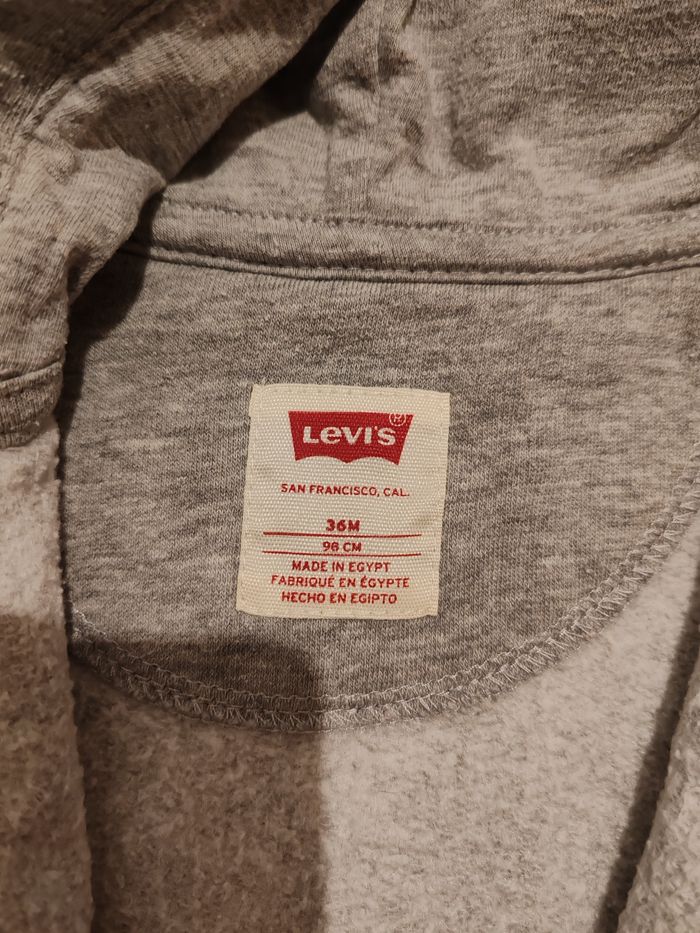 Levi's ®
SAN FRANCISCO, CAL.
36M
98 CM
MADE IN EGYPT
FABRIQUÉ EN ÉGYPTE
HECHO EN EGIPTO